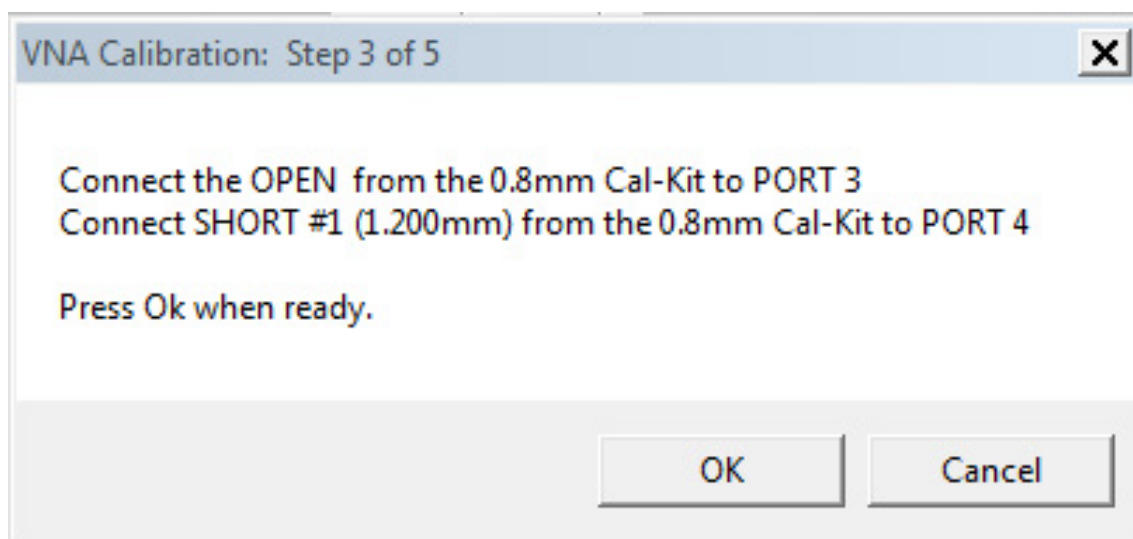 VNA Calibration: Step 3 of 5
Connect the OPEN from the 0.8mm Cal-Kit to PORT 3
Connect SHORT #1 (1.200mm) from the 0.8mm Cal-Kit to PORT 4
Press Ok when ready.
OK
Cancel